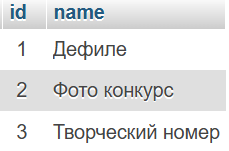 id name
1 Дефиле
2 Фото конкурс
3 Творческий номер